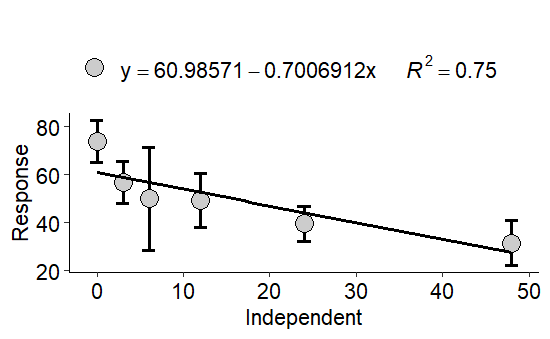 y = 60.98571 − 0.7006912x R² = 0.75
80
60
40
20
Response
0 10 20 30 40 50
Independent